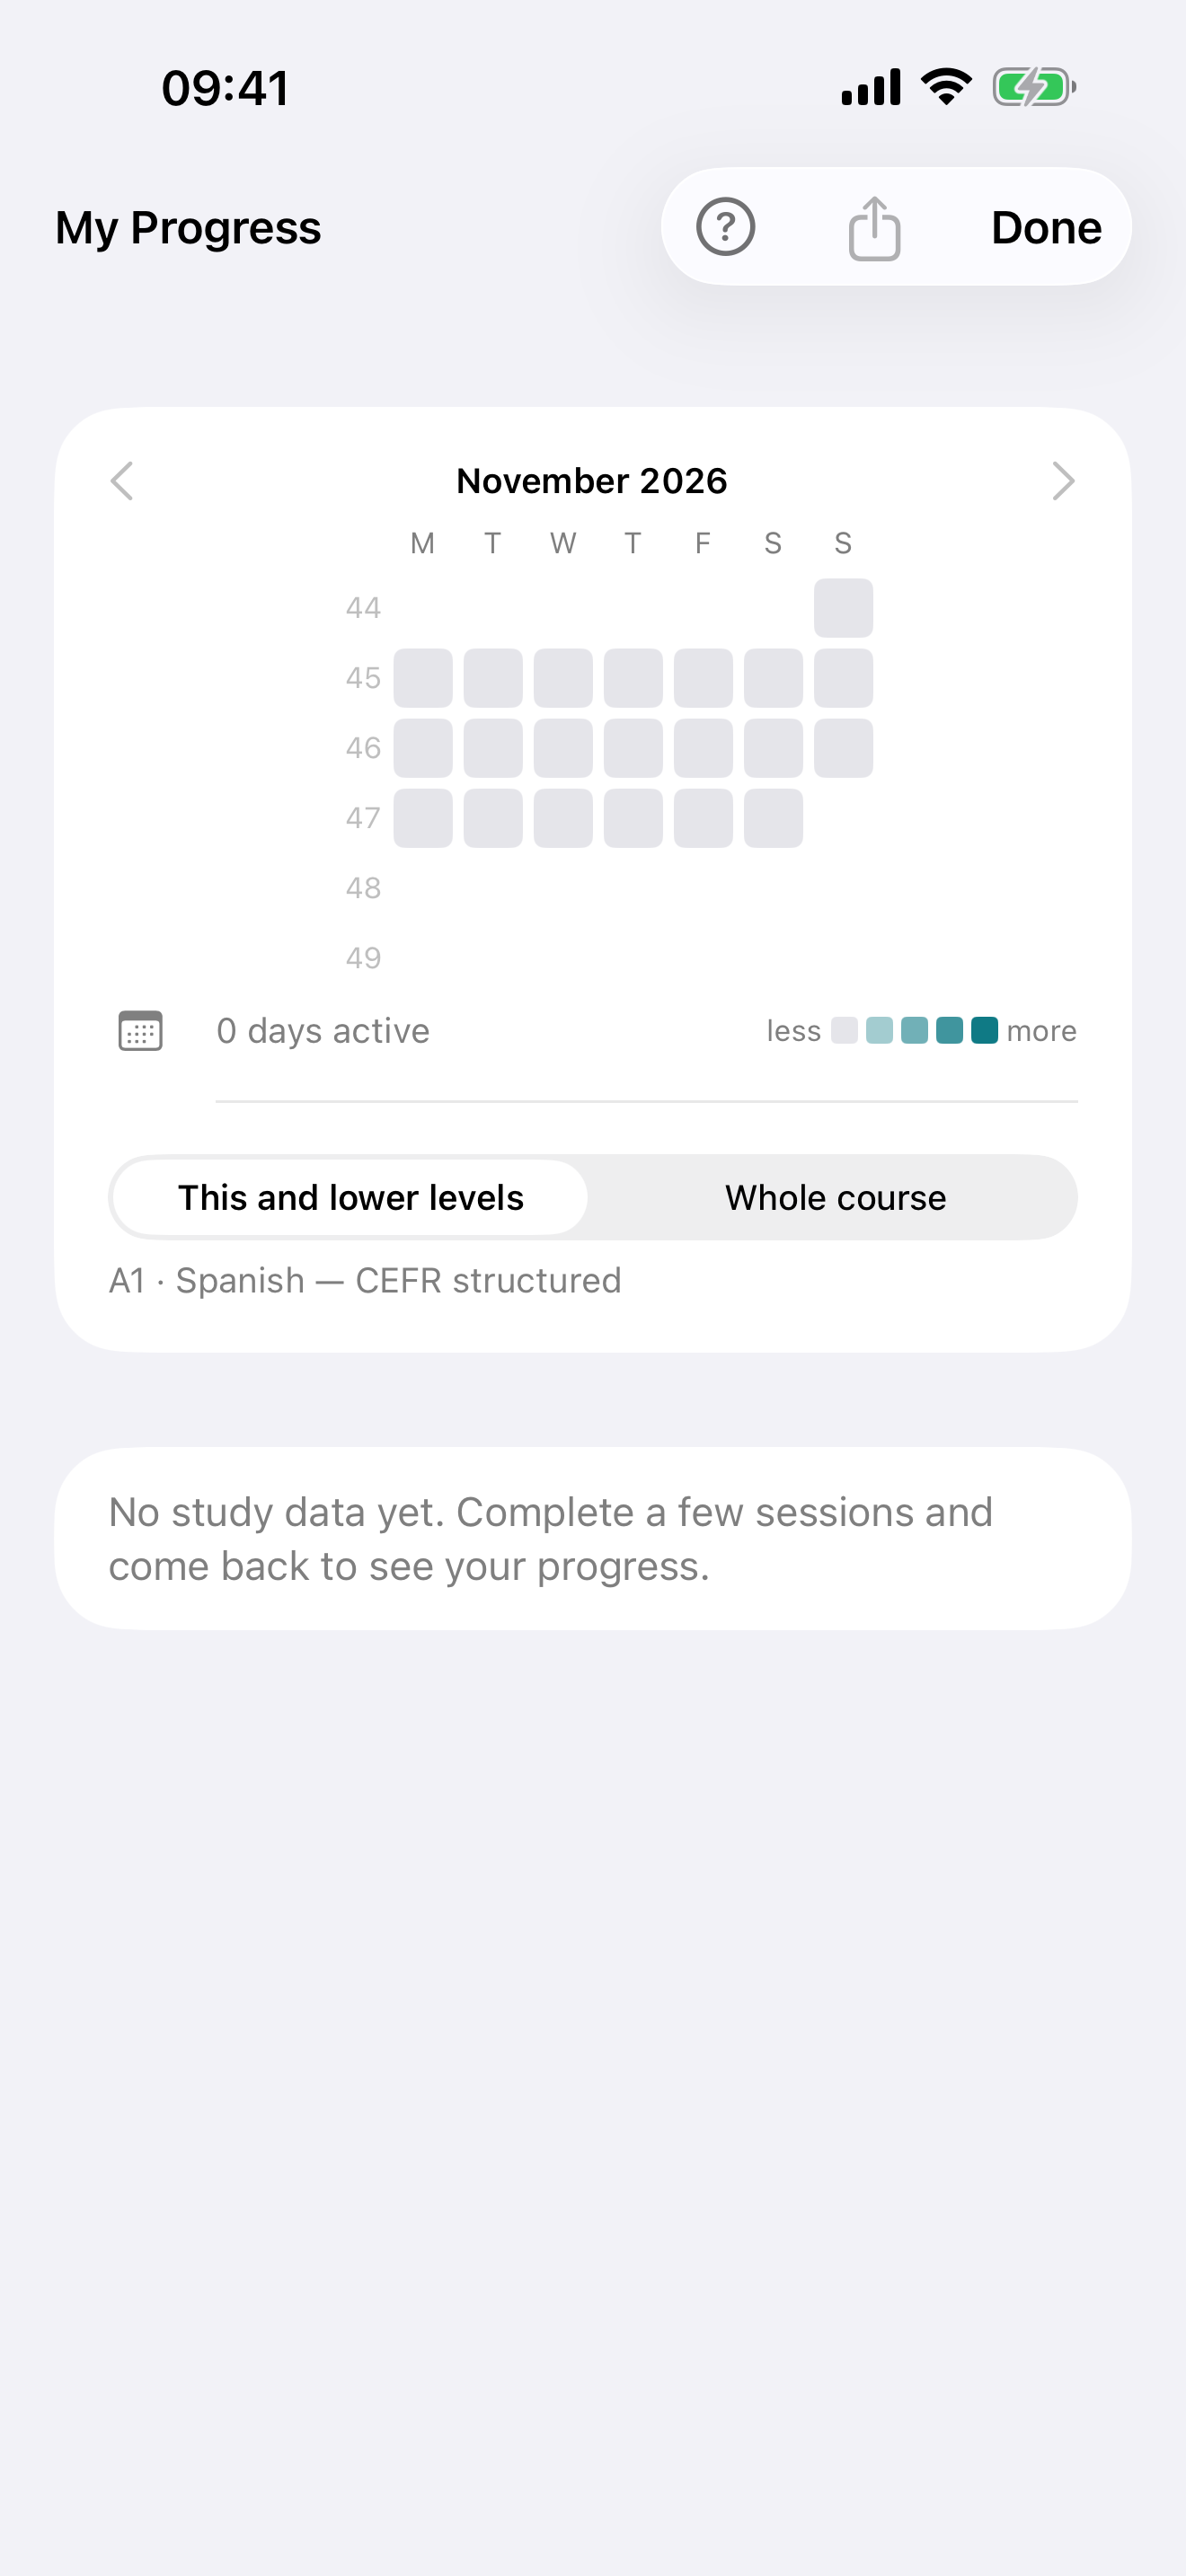 09:41
My Progress
? Done
November 2026
M T W T F S S
44
45
46
47
48
49
0 days active
less more
This and lower levels
Whole course
A1 · Spanish — CEFR structured
No study data yet. Complete a few sessions and
come back to see your progress.